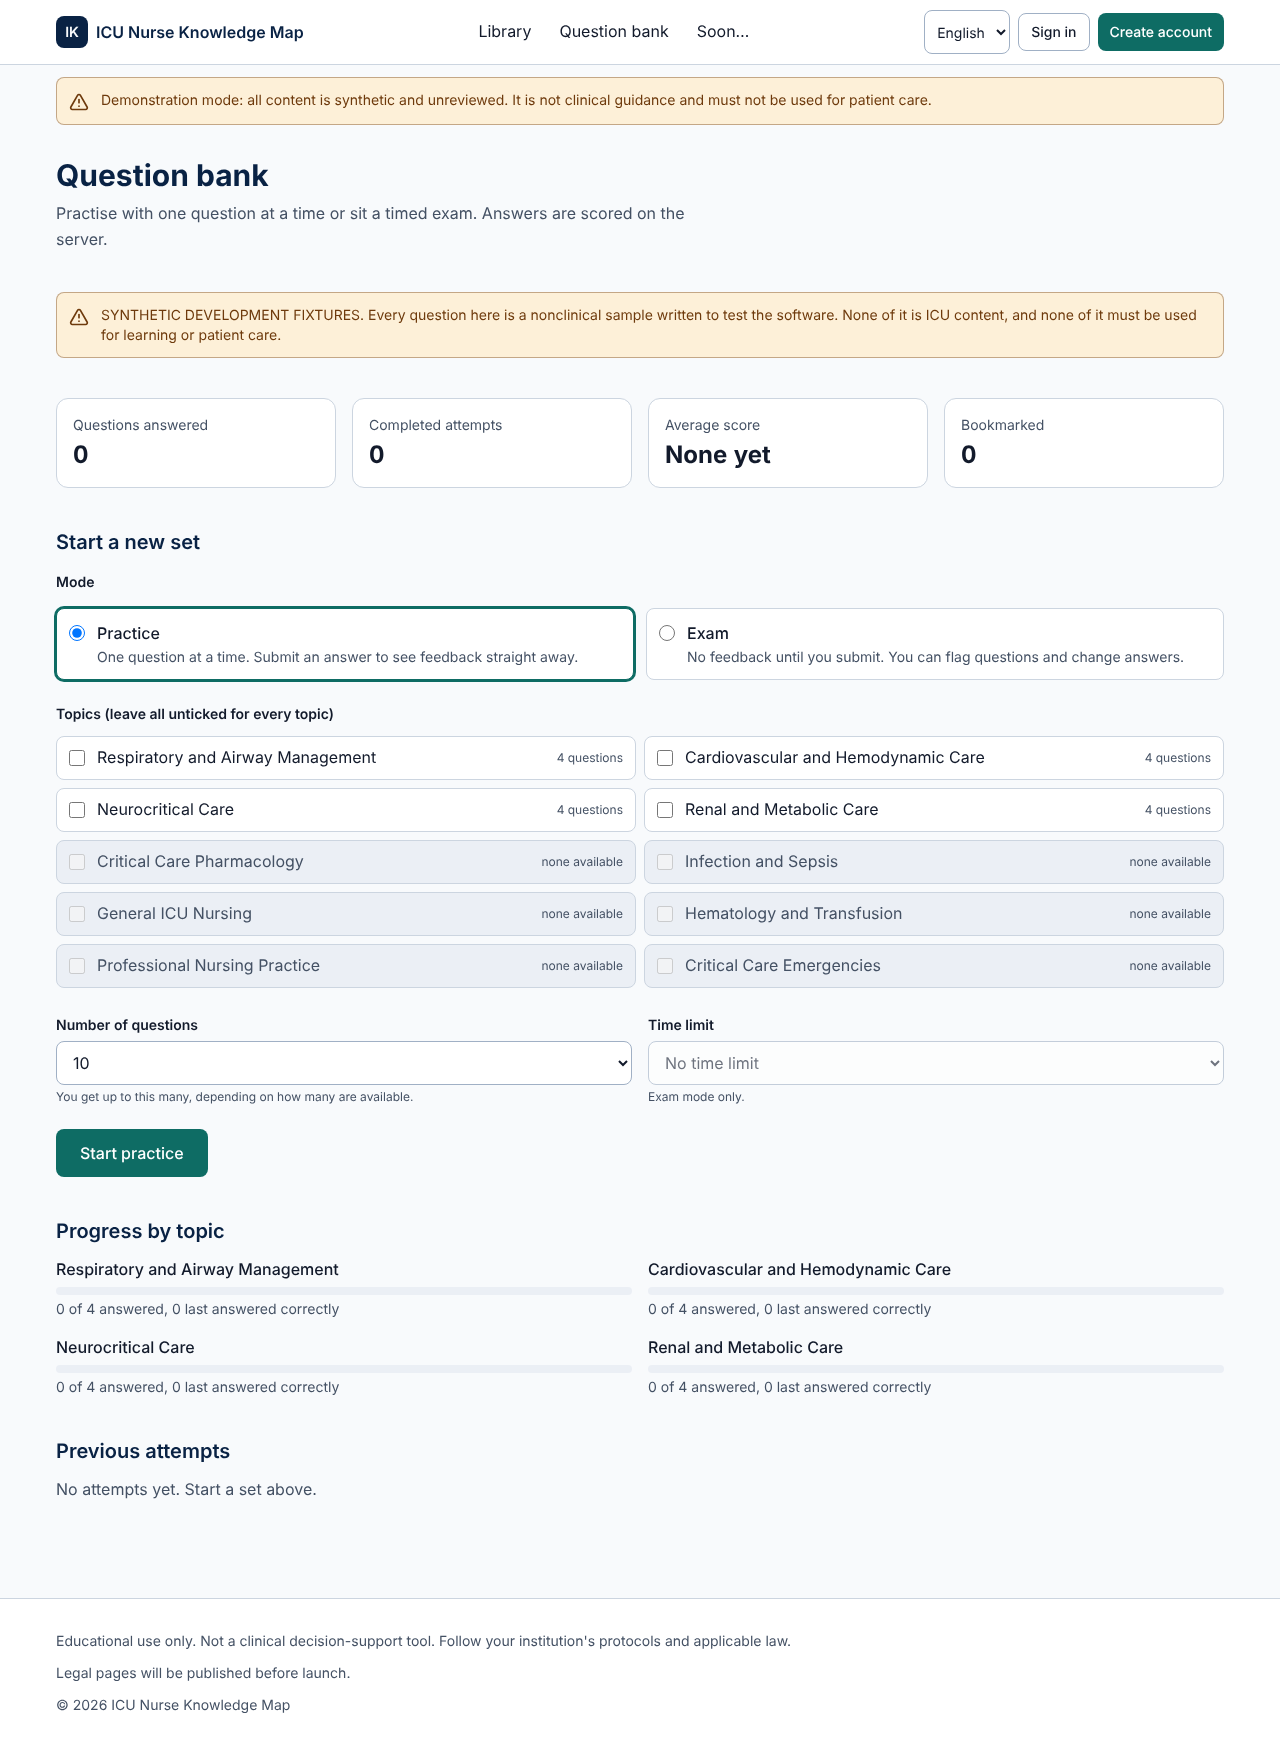 IK ICU Nurse Knowledge Map
Library
Question bank
Soon...
English
Sign in
Create account
Demonstration mode: all content is synthetic and unreviewed. It is not clinical guidance and must not be used for patient care.
Question bank
Practise with one question at a time or sit a timed exam. Answers are scored on the
server.
SYNTHETIC DEVELOPMENT FIXTURES. Every question here is a nonclinical sample written to test the software. None of it is ICU content, and none of it must be used
for learning or patient care.
Questions answered
0
Completed attempts
0
Average score
None yet
Bookmarked
0
Start a new set
Mode
Practice
One question at a time. Submit an answer to see feedback straight away.
Exam
No feedback until you submit. You can flag questions and change answers.
Topics (leave all unticked for every topic)
Respiratory and Airway Management 4 questions
Cardiovascular and Hemodynamic Care 4 questions
Neurocritical Care 4 questions
Renal and Metabolic Care 4 questions
Critical Care Pharmacology none available
Infection and Sepsis none available
General ICU Nursing none available
Hematology and Transfusion none available
Professional Nursing Practice none available
Critical Care Emergencies none available
Number of questions
10
You get up to this many, depending on how many are available.
Time limit
No time limit
Exam mode only.
Start practice
Progress by topic
Respiratory and Airway Management
0 of 4 answered, 0 last answered correctly
Cardiovascular and Hemodynamic Care
0 of 4 answered, 0 last answered correctly
Neurocritical Care
0 of 4 answered, 0 last answered correctly
Renal and Metabolic Care
0 of 4 answered, 0 last answered correctly
Previous attempts
No attempts yet. Start a set above.
Educational use only. Not a clinical decision-support tool. Follow your institution's protocols and applicable law.
Legal pages will be published before launch.
© 2026 ICU Nurse Knowledge Map